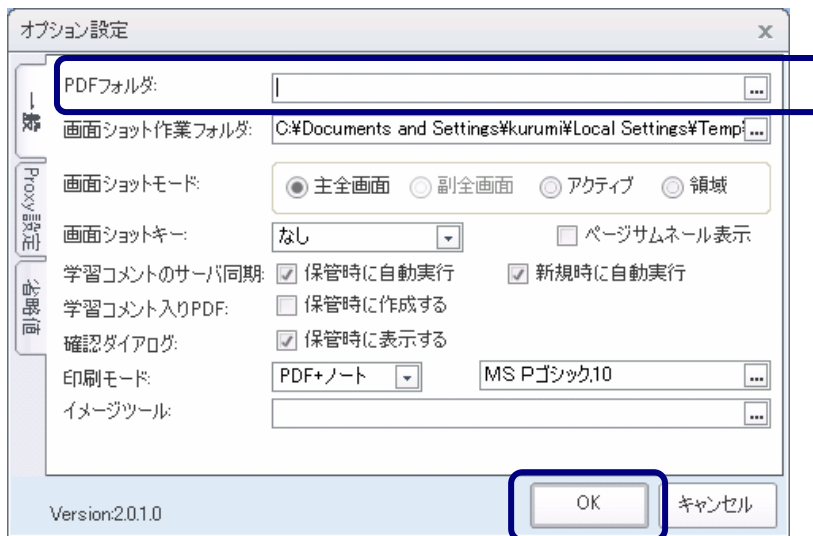 オプション設定
一般
Proxy設定
省略値
PDFフォルダ:
画面ショット作業フォルダ: C:¥Documents and Settings¥kurumi¥Local Settings¥Temp¥ ...
画面ショットモード: 主全画面 副全画面 アクティブ 領域
画面ショットキー: なし ページサムネール表示
学習コメントのサーバ同期: 保管時に自動実行 新規時に自動実行
学習コメント入りPDF: 保管時に作成する
確認ダイアログ: 保管時に表示する
印刷モード: PDF+ノート MS Pゴシック,10 ...
イメージツール: ...
Version:2.0.1.0 OK キャンセル